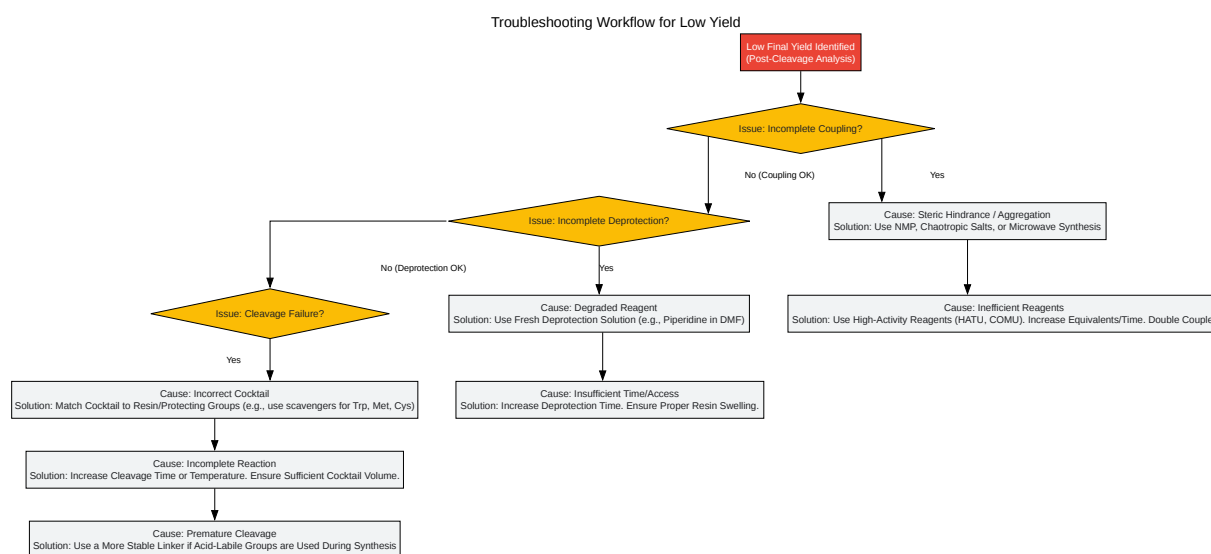 Troubleshooting Workflow for Low Yield
Low Final Yield Identified
(Post-Cleavage Analysis)
Issue: Incomplete Coupling?
No (Coupling OK)
Yes
Issue: Incomplete Deprotection?
Cause: Steric Hindrance / Aggregation
Solution: Use NMP, Chaotropic Salts, or Microwave Synthesis
No (Deprotection OK)
Yes
Issue: Cleavage Failure?
Cause: Degraded Reagent
Solution: Use Fresh Deprotection Solution (e.g., Piperidine in DMF)
Cause: Inefficient Reagents
Solution: Use High-Activity Reagents (HATU, COMU). Increase Equivalents/Time. Double Couple
Yes
Cause: Incorrect Cocktail
Solution: Match Cocktail to Resin/Protecting Groups (e.g., use scavengers for Trp, Met, Cys)
Cause: Insufficient Time/Access
Solution: Increase Deprotection Time. Ensure Proper Resin Swelling.
Cause: Incomplete Reaction
Solution: Increase Cleavage Time or Temperature. Ensure Sufficient Cocktail Volume.
Cause: Premature Cleavage
Solution: Use a More Stable Linker if Acid-Labile Groups are Used During Synthesis